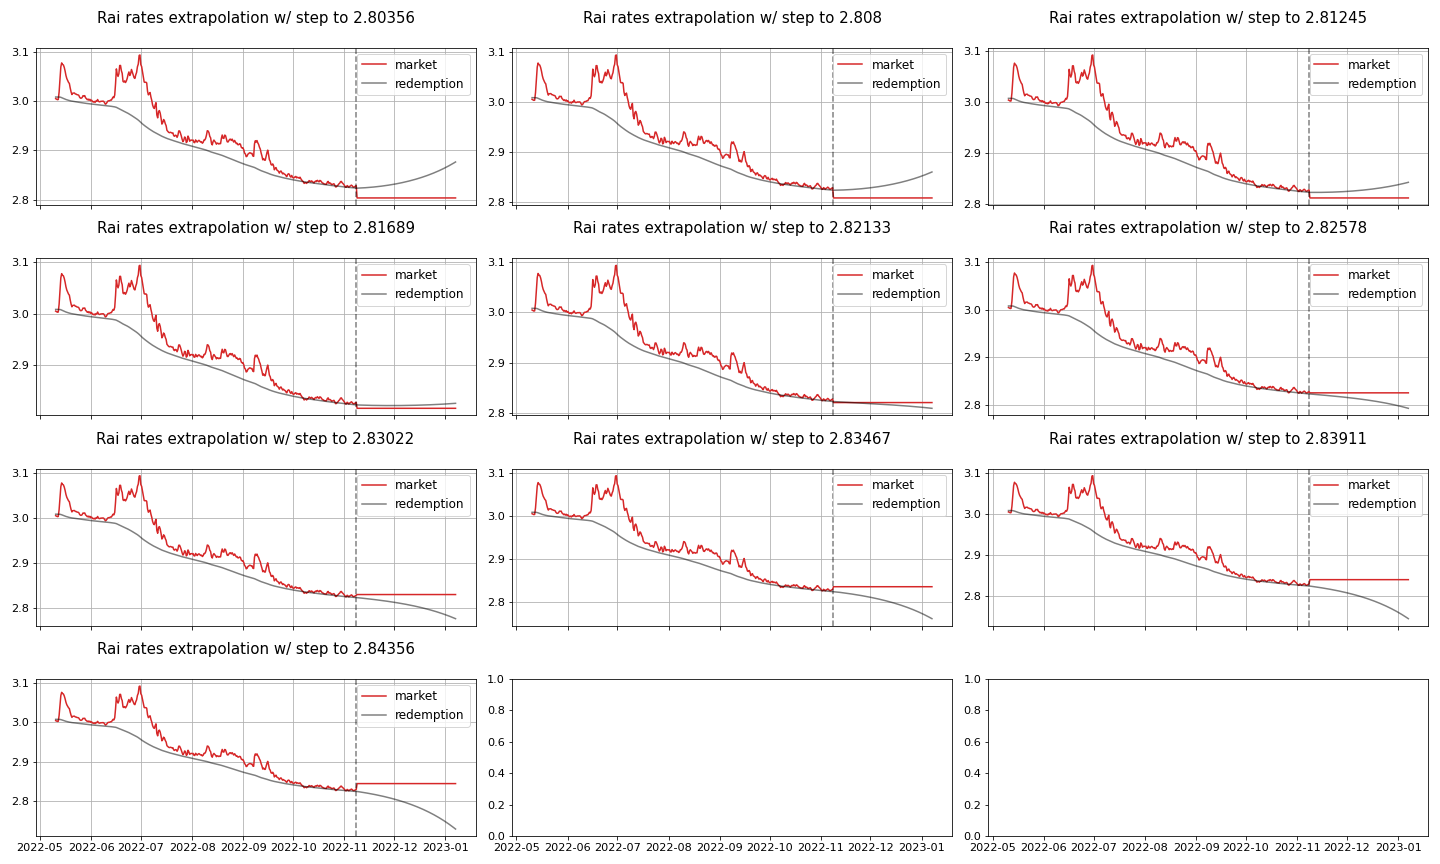 Rai rates extrapolation w/ step to 2.80356
Rai rates extrapolation w/ step to 2.808
Rai rates extrapolation w/ step to 2.81245
3.1
3.0
2.9
2.8
market
redemption
3.1
3.0
2.9
2.8
market
redemption
3.1
3.0
2.9
2.8
market
redemption
Rai rates extrapolation w/ step to 2.81689
Rai rates extrapolation w/ step to 2.82133
Rai rates extrapolation w/ step to 2.82578
3.1
3.0
2.9
market
redemption
3.1
3.0
2.9
2.8
market
redemption
3.1
3.0
2.9
2.8
market
redemption
Rai rates extrapolation w/ step to 2.83022
Rai rates extrapolation w/ step to 2.83467
Rai rates extrapolation w/ step to 2.83911
3.1
3.0
2.9
2.8
market
redemption
3.1
3.0
2.9
2.8
market
redemption
3.1
3.0
2.9
2.8
market
redemption
Rai rates extrapolation w/ step to 2.84356
3.1
3.0
2.9
2.8
market
redemption
1.0
0.8
0.6
0.4
0.2
0.0
1.0
0.8
0.6
0.4
0.2
0.0
2022-05 2022-06 2022-07 2022-08 2022-09 2022-10 2022-11 2022-12 2023-01
2022-05 2022-06 2022-07 2022-08 2022-09 2022-10 2022-11 2022-12 2023-01
2022-05 2022-06 2022-07 2022-08 2022-09 2022-10 2022-11 2022-12 2023-01